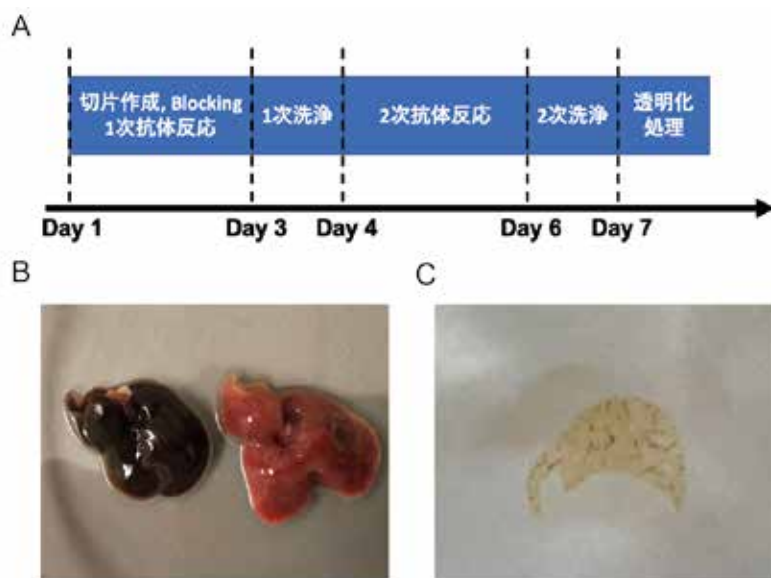 A
切片作成, Blocking
1次抗体反応
1次洗浄
2次抗体反応
2次洗浄
透明化
処理
Day 1
Day 3
Day 4
Day 6
Day 7
B
C